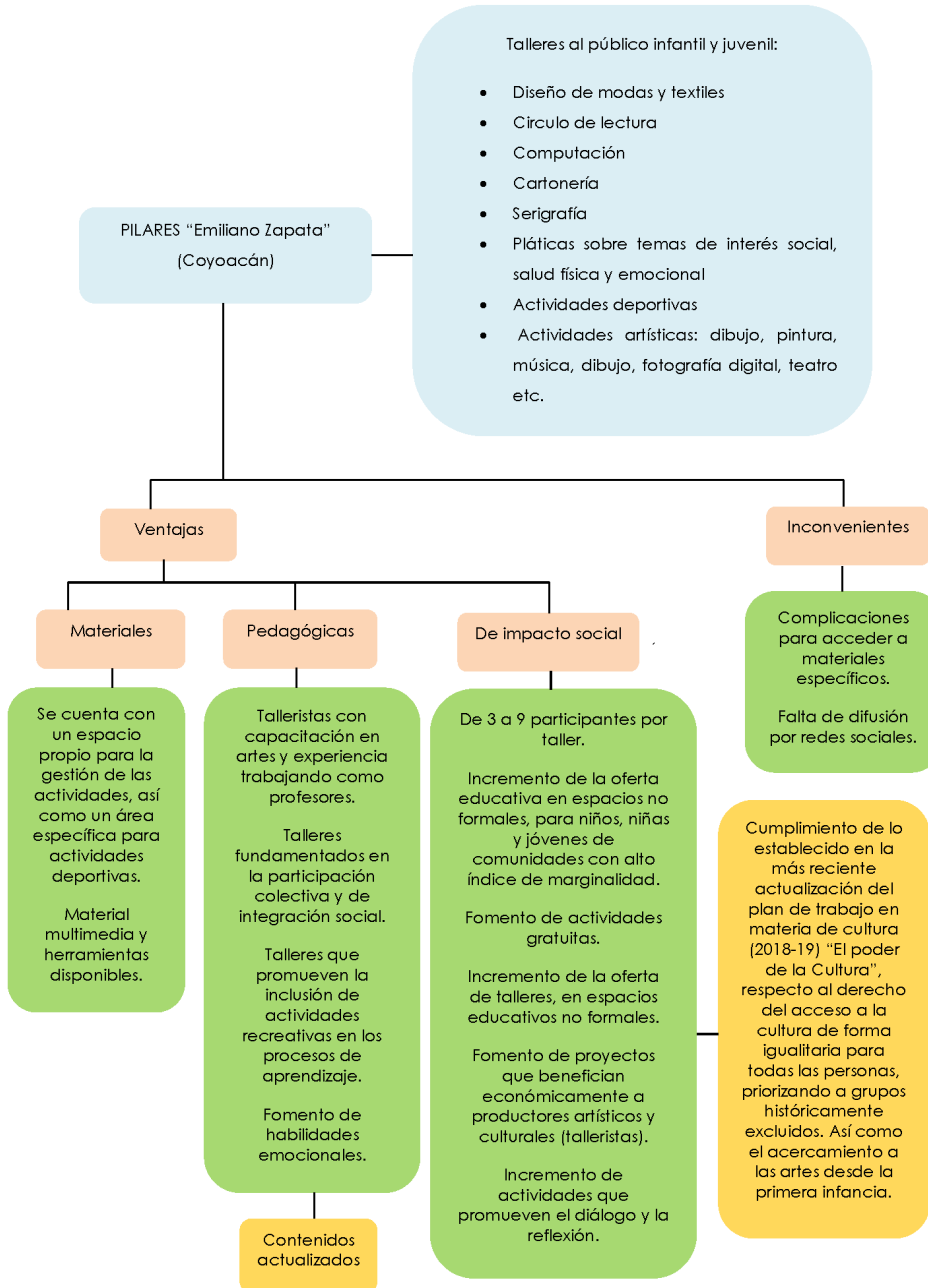 Talleres al público infantil y juvenil:
• Diseño de modas y textiles
• Circulo de lectura
• Computación
• Cartonería
• Serigrafía
• Pláticas sobre temas de interés social,
salud física y emocional
• Actividades deportivas
• Actividades artísticas: dibujo, pintura,
música, dibujo, fotografía digital, teatro
etc.
PILARES “Emiliano Zapata”
(Coyoacán)
Ventajas
Inconvenientes
Materiales
Pedagógicas
De impacto social
Se cuenta con
un espacio
propio para la
gestión de las
actividades, así
como un área
específica para
actividades
deportivas.
Material
multimedia y
herramientas
disponibles.
Talleristas con
capacitación en
artes y experiencia
trabajando como
profesores.
Talleres
fundamentados en
la participación
colectiva y de
integración social.
Talleres que
promueven la
inclusión de
actividades
recreativas en los
procesos de
aprendizaje.
Fomento de
habilidades
emocionales.
Contenidos
actualizados
De 3 a 9 participantes por
taller.
Incremento de la oferta
educativa en espacios no
formales, para niños, niñas
y jóvenes de
comunidades con alto
índice de marginalidad.
Fomento de actividades
gratuitas.
Incremento de la oferta
de talleres, en espacios
educativos no formales.
Fomento de proyectos
que benefician
económicamente a
productores artísticos y
culturales (talleristas).
Incremento de
actividades que
promueven el diálogo y la
reflexión.
Complicaciones
para acceder a
materiales
específicos.
Falta de difusión
por redes sociales.
Cumplimiento de lo
establecido en la
más reciente
actualización del
plan de trabajo en
materia de cultura
(2018-19) “El poder
de la Cultura”,
respecto al derecho
del acceso a la
cultura de forma
igualitaria para
todas las personas,
priorizando a grupos
históricamente
excluidos. Así como
el acercamiento a
las artes desde la
primera infancia.